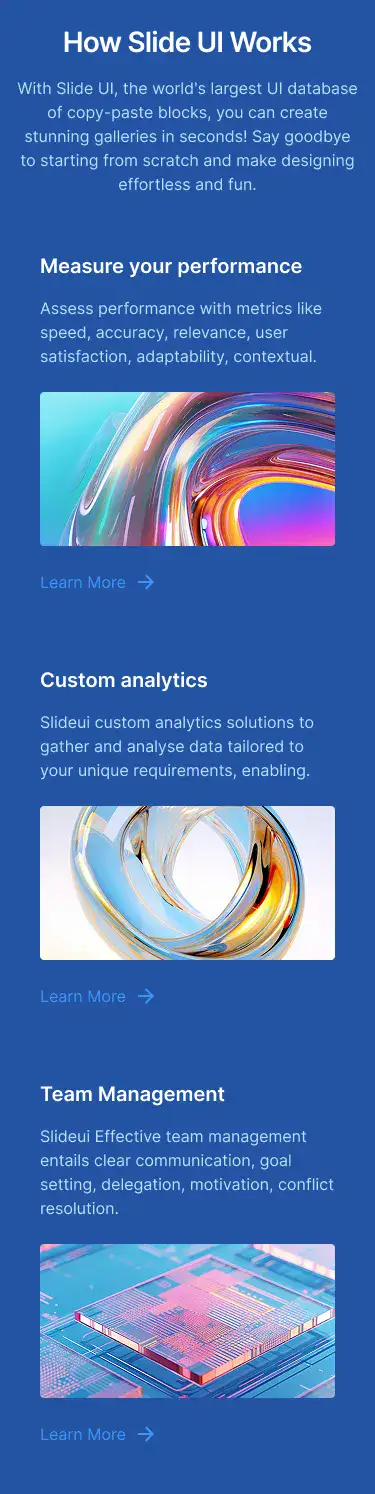 How Slide UI Works
With Slide UI, the world's largest UI database
of copy-paste blocks, you can create
stunning galleries in seconds! Say goodbye
to starting from scratch and make designing
effortless and fun.
Measure your performance
Assess performance with metrics like
speed, accuracy, relevance, user
satisfaction, adaptability, contextual.
Learn More
Custom analytics
Slideui custom analytics solutions to
gather and analyse data tailored to
your unique requirements, enabling.
Learn More
Team Management
Slideui Effective team management
entails clear communication, goal
setting, delegation, motivation, conflict
resolution.
Learn More